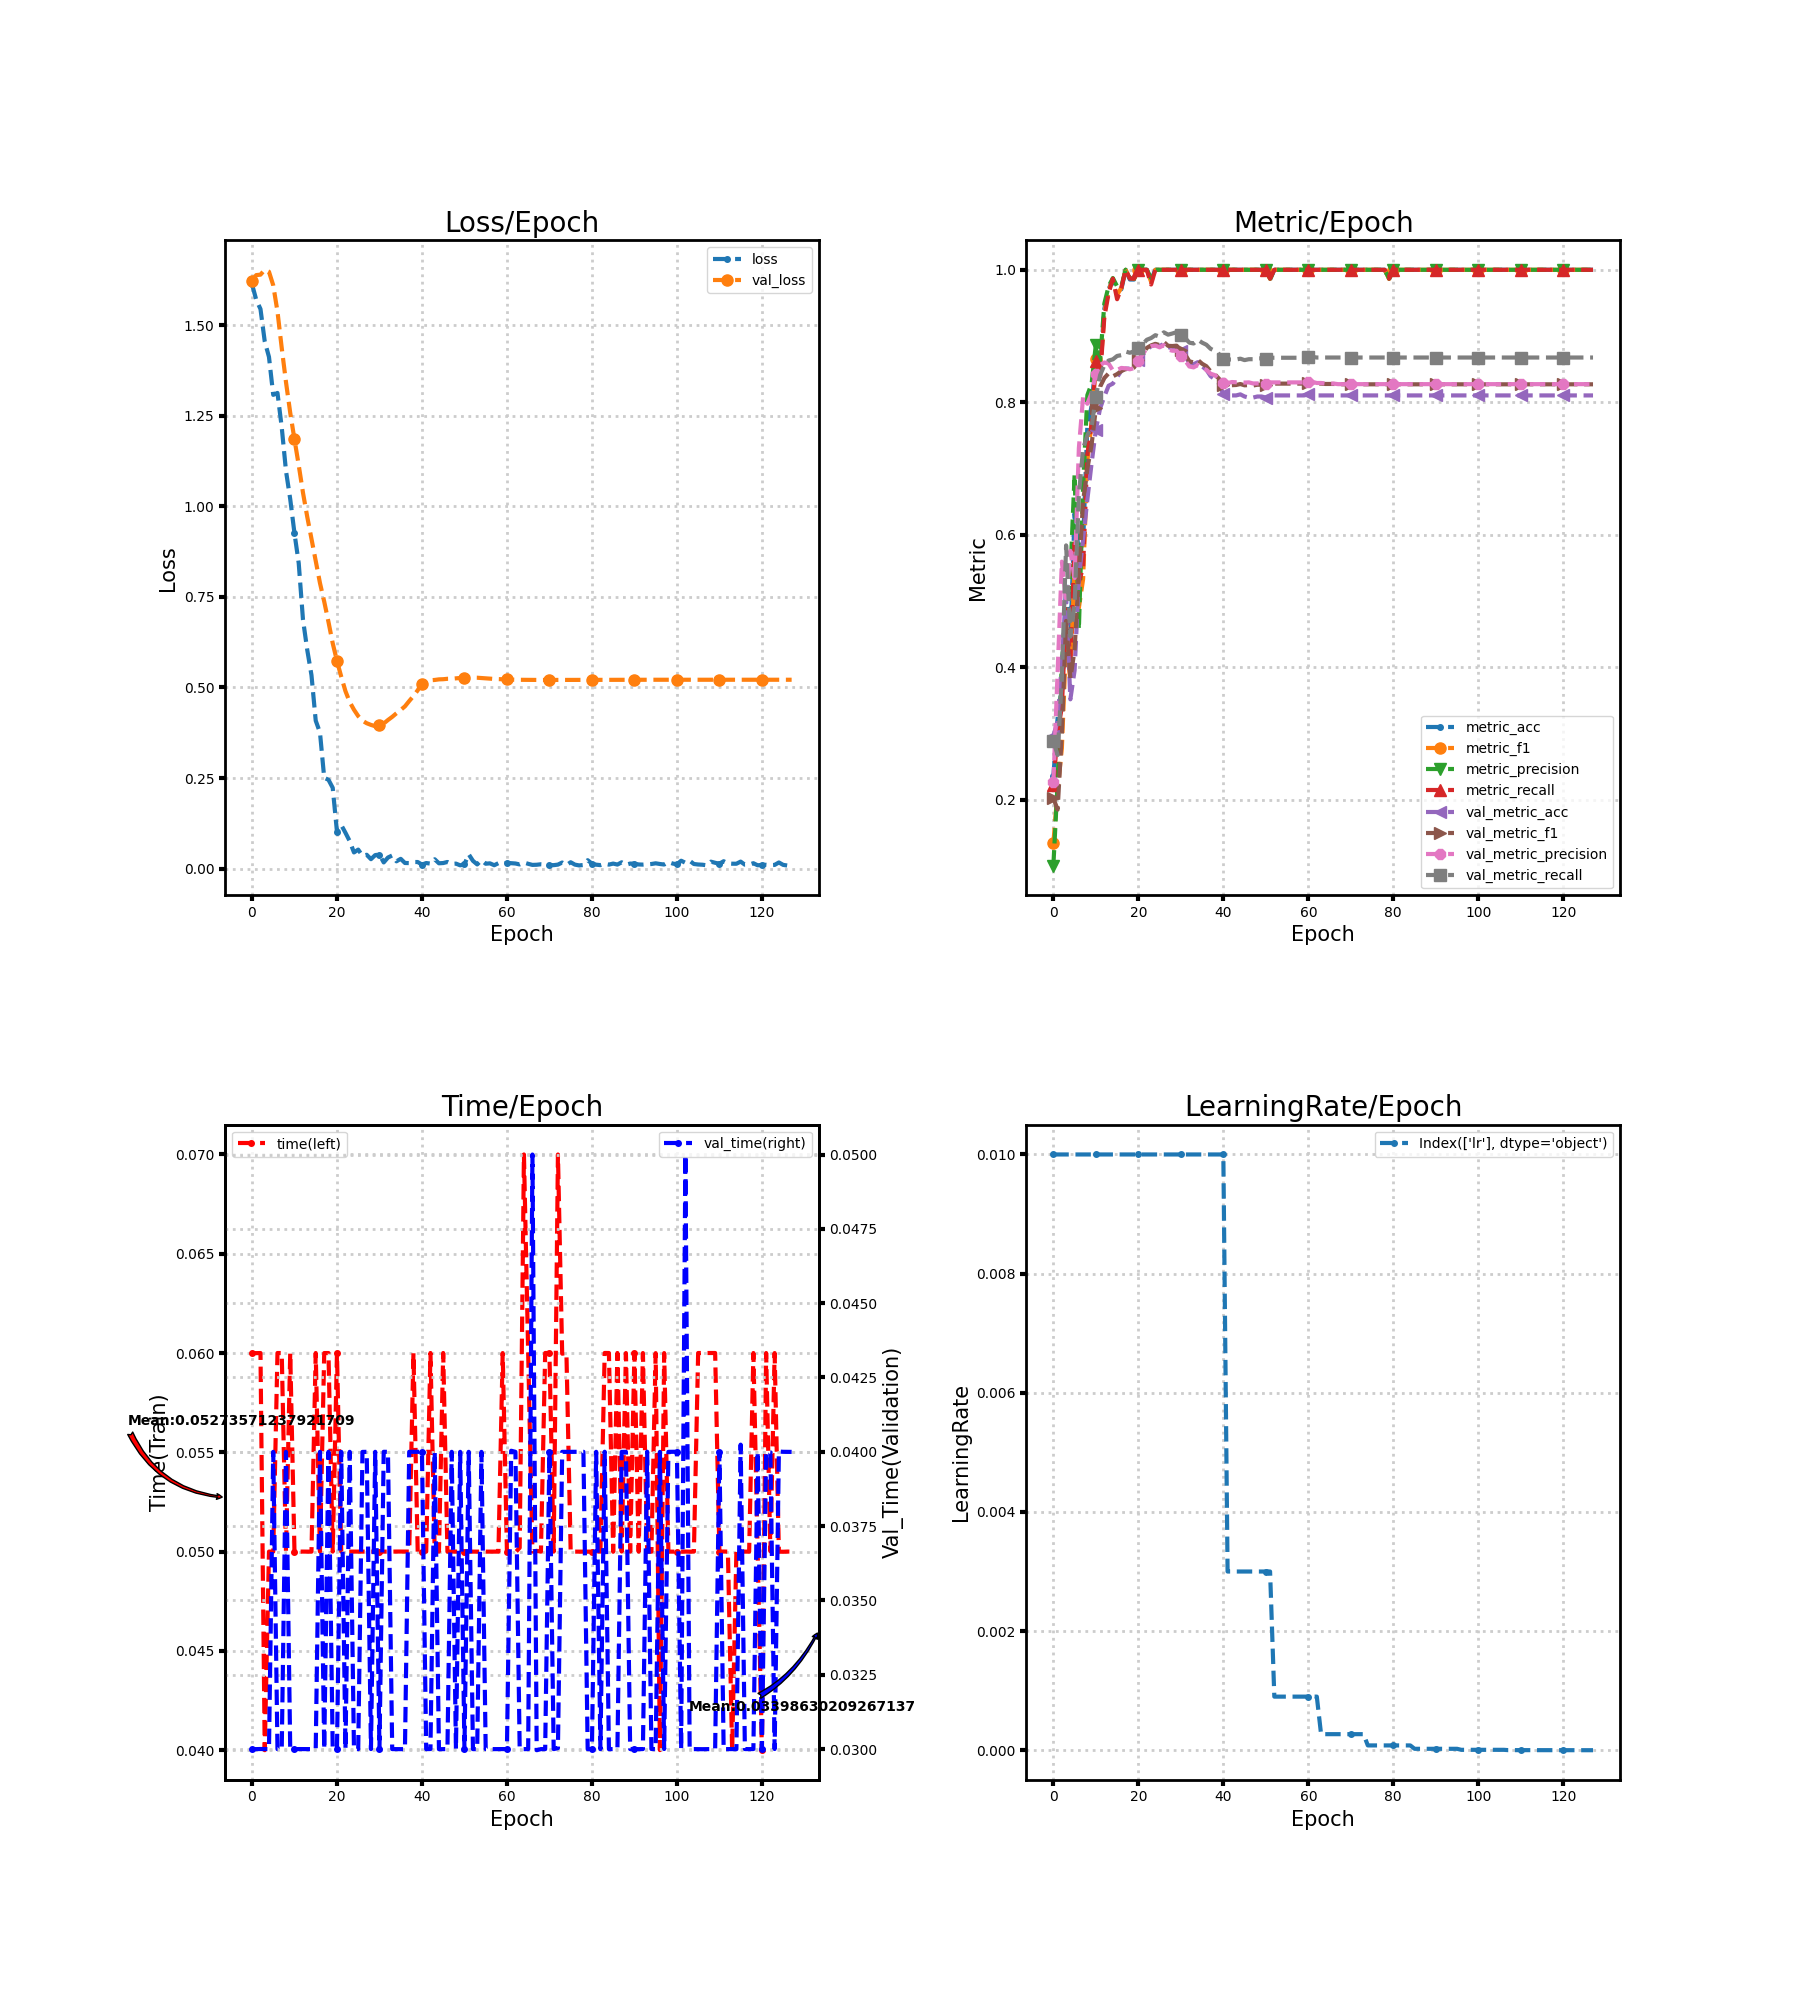 Loss/Epoch
loss
val_loss
1.50
1.25
1.00
0.75
0.50
0.25
0.00
Loss
0 20 40 60 80 100 120
Epoch
Metric/Epoch
1.0
0.8
0.6
0.4
0.2
Metric
metric_acc
metric_f1
metric_precision
metric_recall
val_metric_acc
val_metric_f1
val_metric_precision
val_metric_recall
0 20 40 60 80 100 120
Epoch
Time/Epoch
time(left)
val_time(right)
0.070
0.065
0.060
0.055
0.050
0.045
0.040
Time(Train)
Mean:0.05273571237921709
0.0500
0.0475
0.0450
0.0425
0.0400
0.0375
0.0350
0.0325
0.0300
Val_Time(Validation)
Mean:0.03398630209267137
0 20 40 60 80 100 120
Epoch
LearningRate/Epoch
Index(['lr'], dtype='object')
0.010
0.008
0.006
0.004
0.002
0.000
LearningRate
0 20 40 60 80 100 120
Epoch